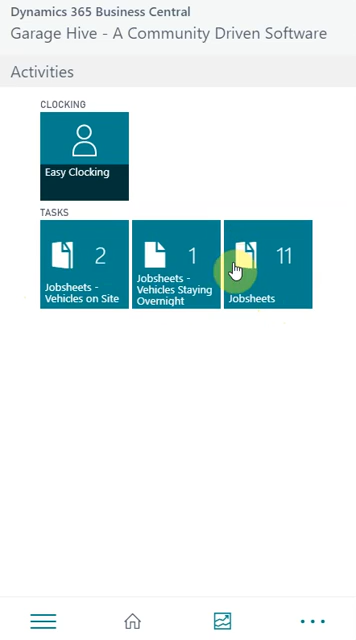 Dynamics 365 Business Central
Garage Hive - A Community Driven Software
Activities
CLOCKING
Easy Clocking
TASKS
2
Jobsheets -
Vehicles on Site
1
Jobsheets -
Vehicles Staying
Overnight
11
Jobsheets